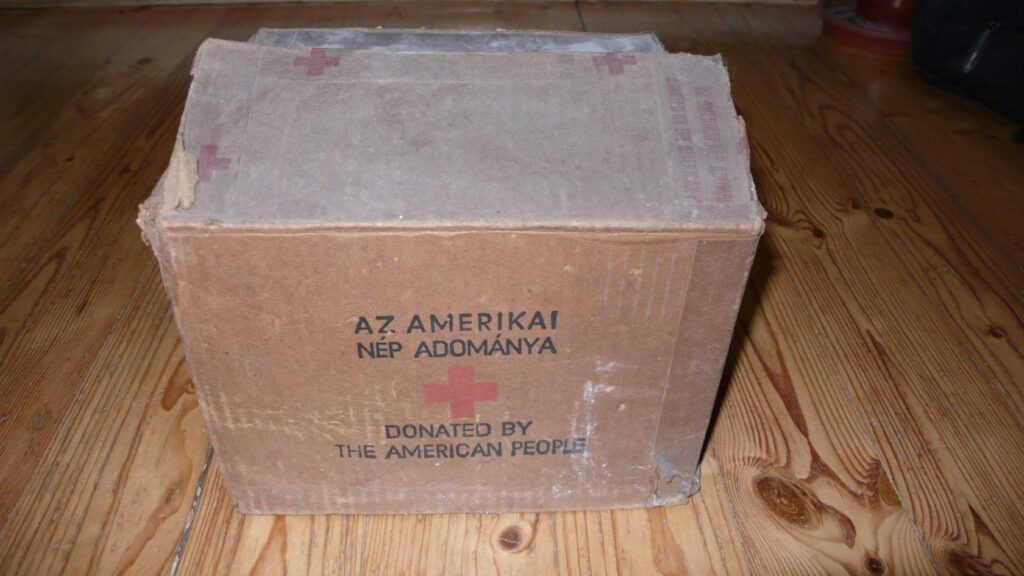 AZ AMERIKAI
NÉP ADOMÁNYA
DONATED BY
THE AMERICAN PEOPLE